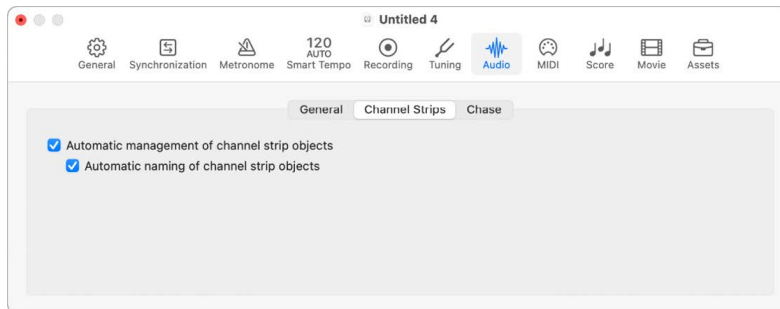 Untitled 4
General Synchronization Metronome 120 AUTO Smart Tempo Recording Tuning Audio MIDI Score Movie Assets
General Channel Strips Chase
Automatic management of channel strip objects
Automatic naming of channel strip objects